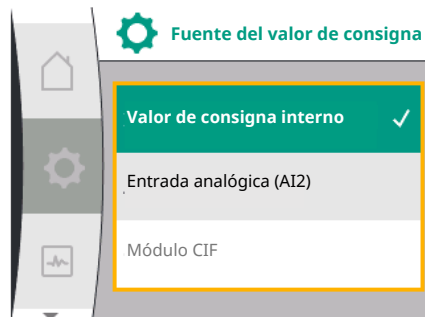 Fuente del valor de consigna
Valor de consigna interno
Entrada analógica (AI2)
Módulo CIF